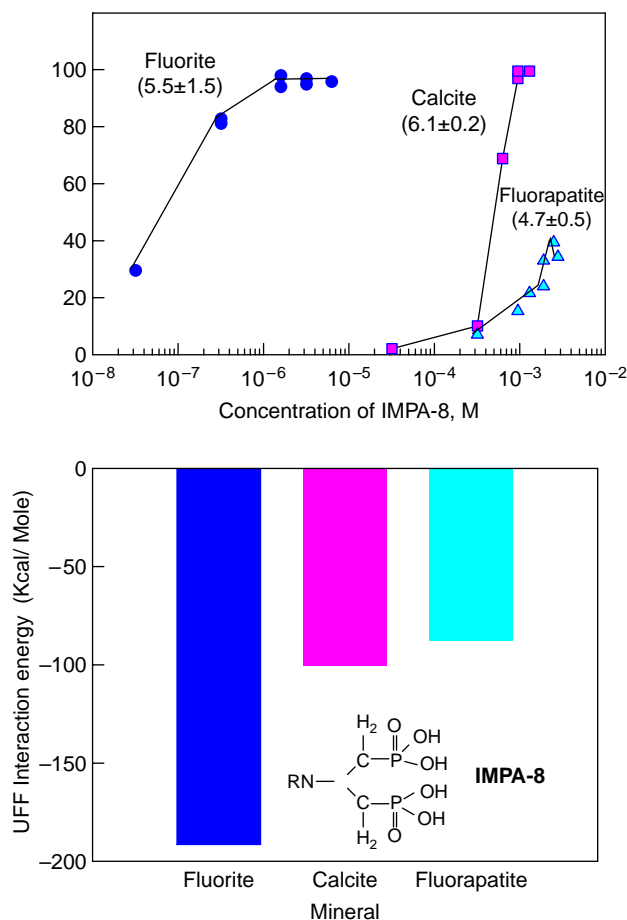 Fluorite
(5.5±1.5)
Calcite
(6.1±0.2)
Fluorapatite
(4.7±0.5)
100
80
60
40
20
0
10⁻⁸ 10⁻⁷ 10⁻⁶ 10⁻⁵ 10⁻⁴ 10⁻³ 10⁻²
Concentration of IMPA-8, M
UFF Interaction energy (Kcal/ Mole)
0
−50
−100
−150
−200
H₂ O
C P OH
OH
RN
IMPA-8
C P OH
OH
H₂ O
Fluorite Calcite Fluorapatite
Mineral